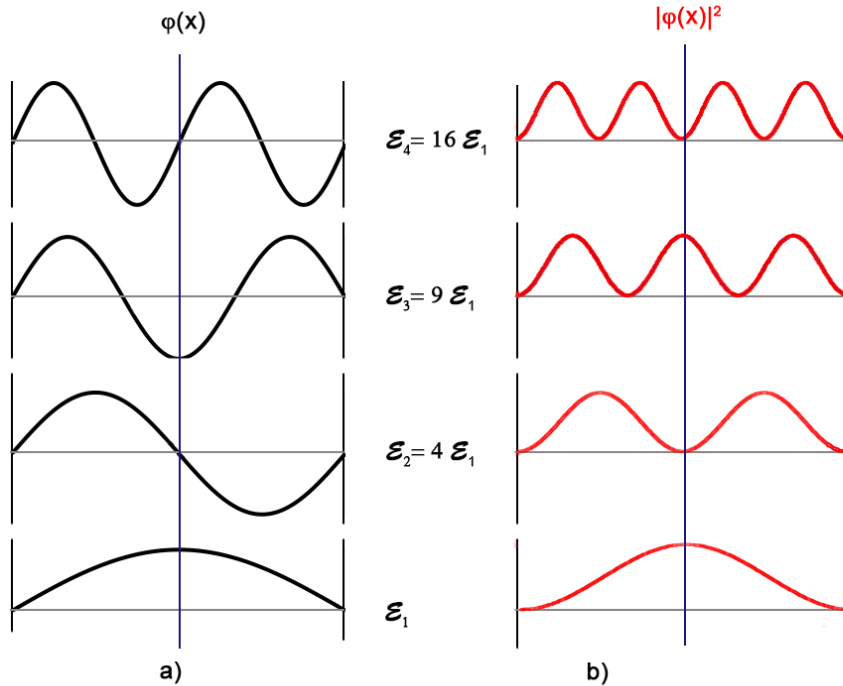 φ(x)
|φ(x)|²
ℰ₄= 16 ℰ₁
ℰ₃= 9 ℰ₁
ℰ₂= 4 ℰ₁
ℰ₁
a)
b)